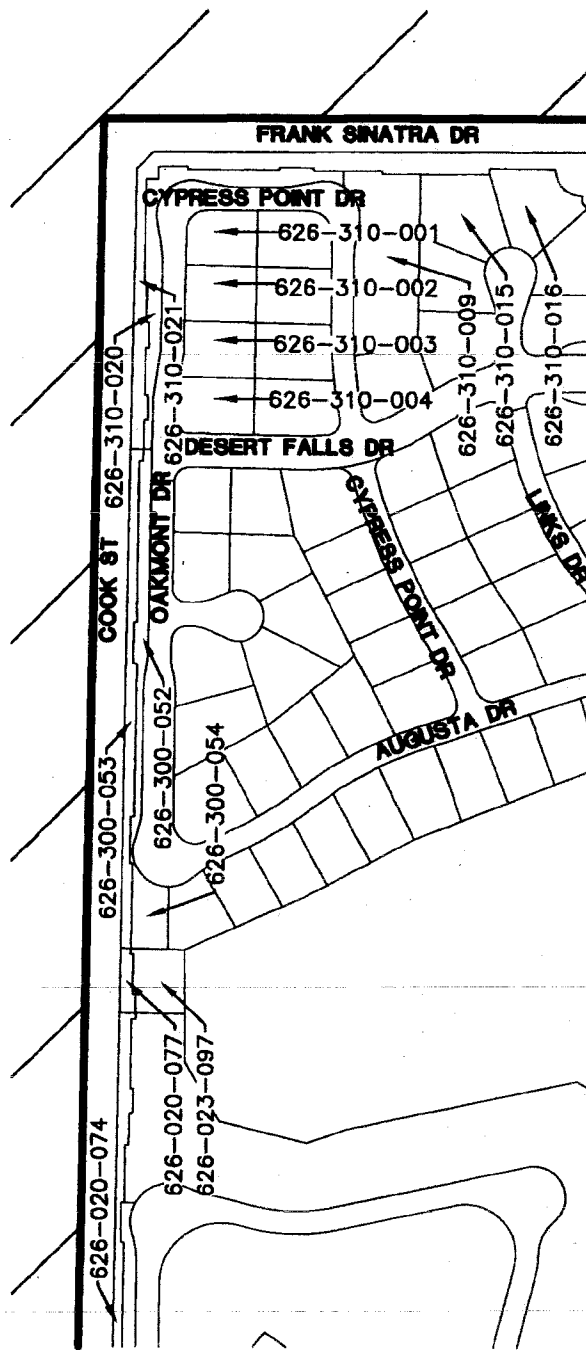 FRANK SINATRA DR
CYPRESS POINT DR
626-310-001
626-310-002
626-310-003
626-310-004
626-310-009
626-310-015
626-310-016
626-310-020
626-310-021
DESERT FALLS DR
CYPRESS POINT DR
LINKS DR
OAKMONT DR
COOK ST
AUGUSTA DR
626-300-052
626-300-053
626-300-054
626-020-077
626-023-097
626-020-074